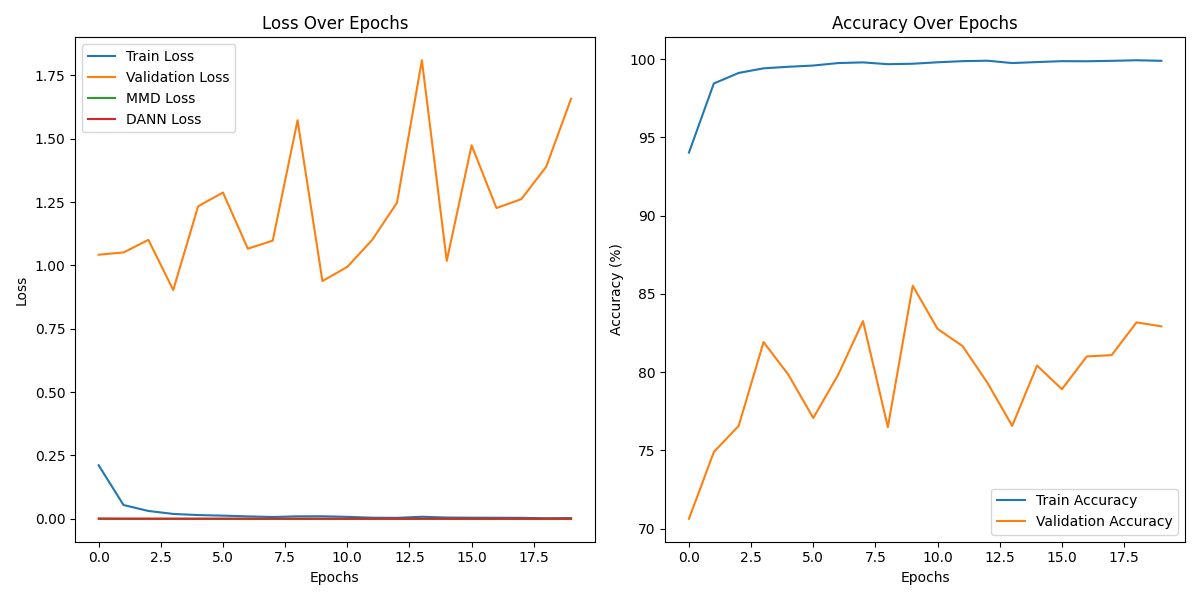 Loss Over Epochs
Train Loss
Validation Loss
MMD Loss
DANN Loss
1.75
1.50
1.25
1.00
0.75
0.50
0.25
0.00
Loss
0.0 2.5 5.0 7.5 10.0 12.5 15.0 17.5
Epochs
Accuracy Over Epochs
100
95
90
85
80
75
70
Accuracy (%)
Train Accuracy
Validation Accuracy
0.0 2.5 5.0 7.5 10.0 12.5 15.0 17.5
Epochs